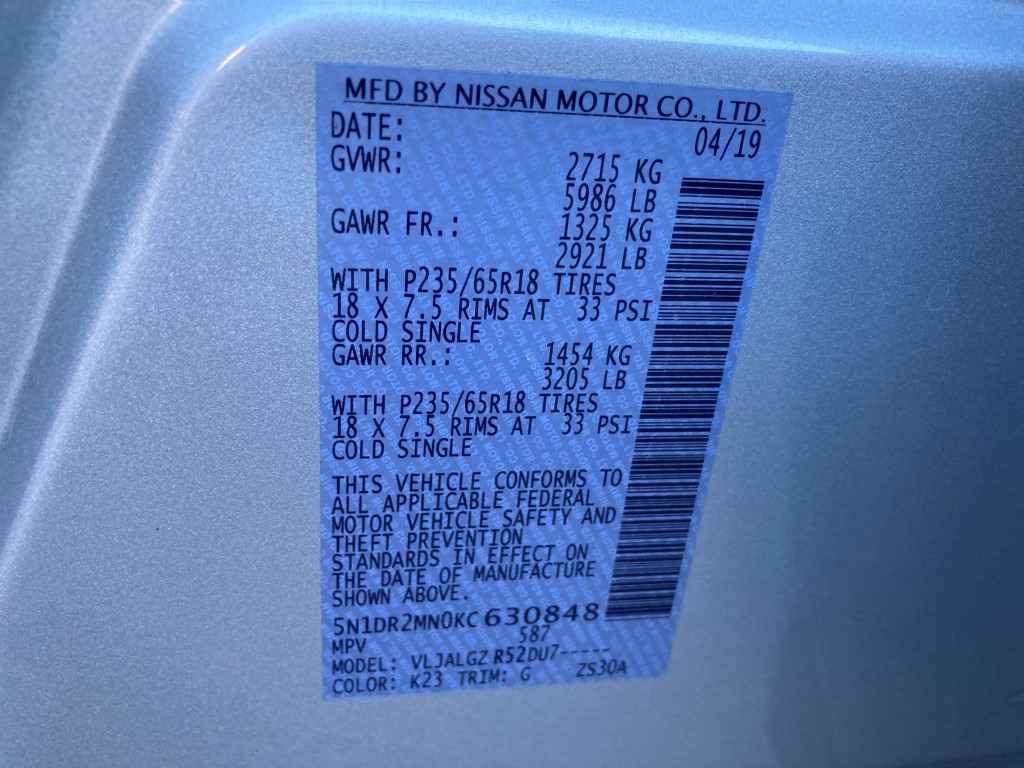 MFD BY NISSAN MOTOR CO., LTD.
DATE: 04/19
GVWR: 2715 KG
5986 LB
GAWR FR.: 1325 KG
2921 LB
WITH P235/65R18 TIRES
18 X 7.5 RIMS AT 33 PSI
COLD SINGLE
GAWR RR.: 1454 KG
3205 LB
WITH P235/65R18 TIRES
18 X 7.5 RIMS AT 33 PSI
COLD SINGLE
THIS VEHICLE CONFORMS TO
ALL APPLICABLE FEDERAL
MOTOR VEHICLE SAFETY AND
THEFT PREVENTION
STANDARDS IN EFFECT ON
THE DATE OF MANUFACTURE
SHOWN ABOVE.
5N1DR2MN0KC630848
MPV 587
MODEL: VLJALGZ R52DU7-----
COLOR: K23 TRIM: G ZS30A